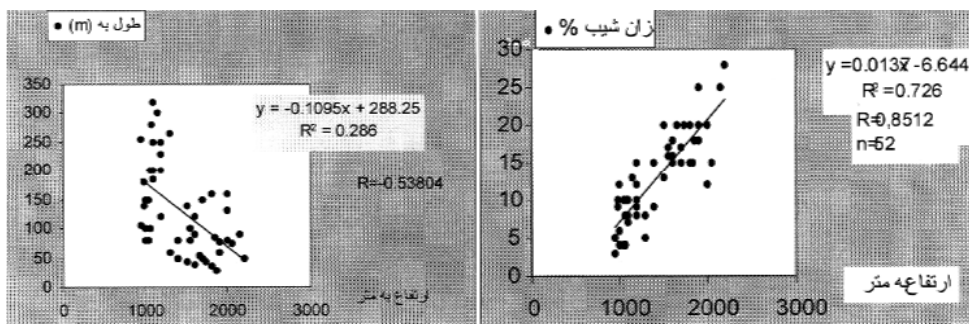 طول به (m)
350
300
250
200
150
100
50
0
0 1000 2000 3000
y = -0.1095x + 288.25
R² = 0.286
R=-0.53804
ارتفاع به متر
زان شیب %
30
25
20
15
10
5
0
0 1000 2000 3000
y =0.0137-6.644
R² = 0.726
R=0,8512
n=52
ارتفاع به متر